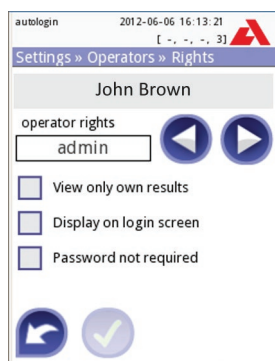 autologin 2012-06-06 16:13:21
[ -, -, -, 3]
Settings » Operators » Rights
John Brown
operator rights
admin
View only own results
Display on login screen
Password not required